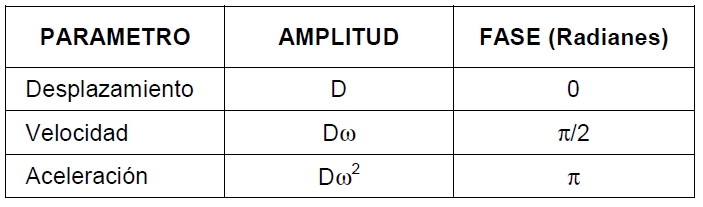 PARAMETRO AMPLITUD FASE (Radianes)
Desplazamiento D 0
Velocidad Dω π/2
Aceleración Dω² π